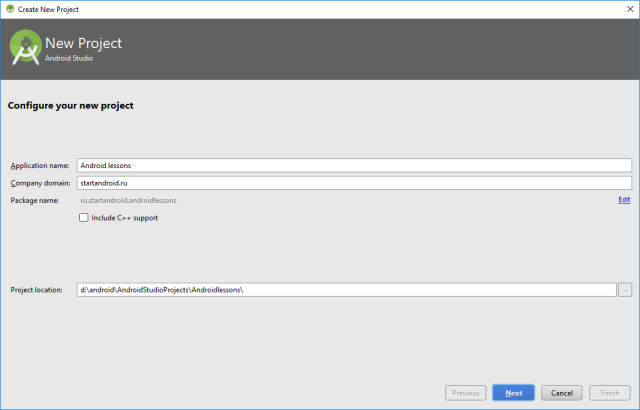 Create New Project
New Project
Android Studio
Configure your new project
Application name: Android lessons
Company domain: startandroid.ru
Package name: ru.startandroid.androidlessons Edit
Include C++ support
Project location: d:\android\AndroidStudioProjects\Androidlessons\ ...
Previous Next Cancel Finish